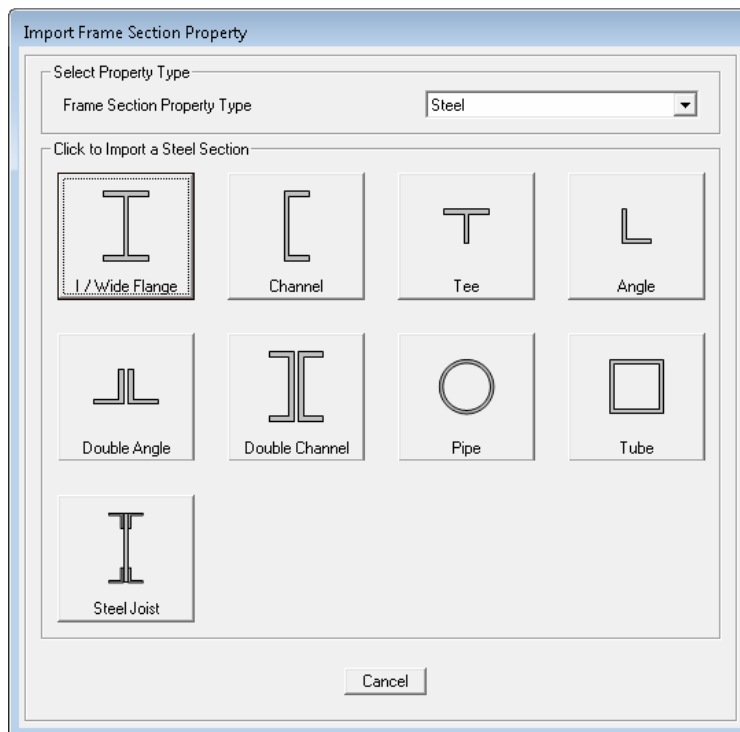 Import Frame Section Property
Select Property Type
Frame Section Property Type
Steel
Click to Import a Steel Section
I / Wide Flange
Channel
Tee
Angle
Double Angle
Double Channel
Pipe
Tube
Steel Joist
Cancel